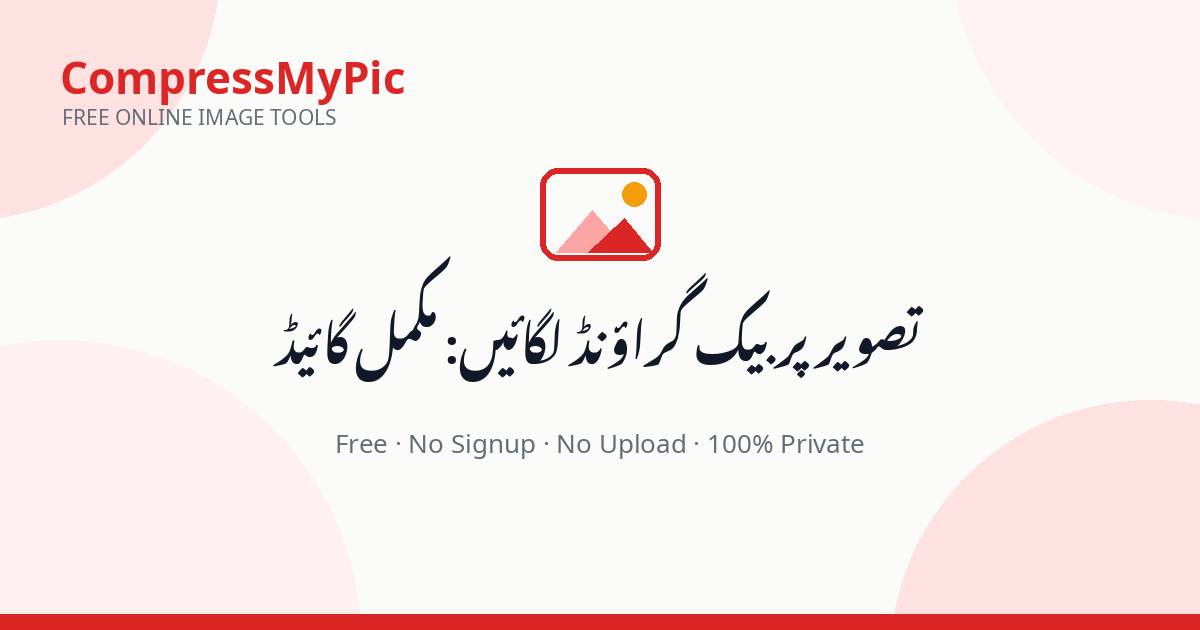 CompressMyPic
FREE ONLINE IMAGE TOOLS
تصویر پر بیک گراؤنڈ لگائیں: مکمل گائیڈ
Free · No Signup · No Upload · 100% Private